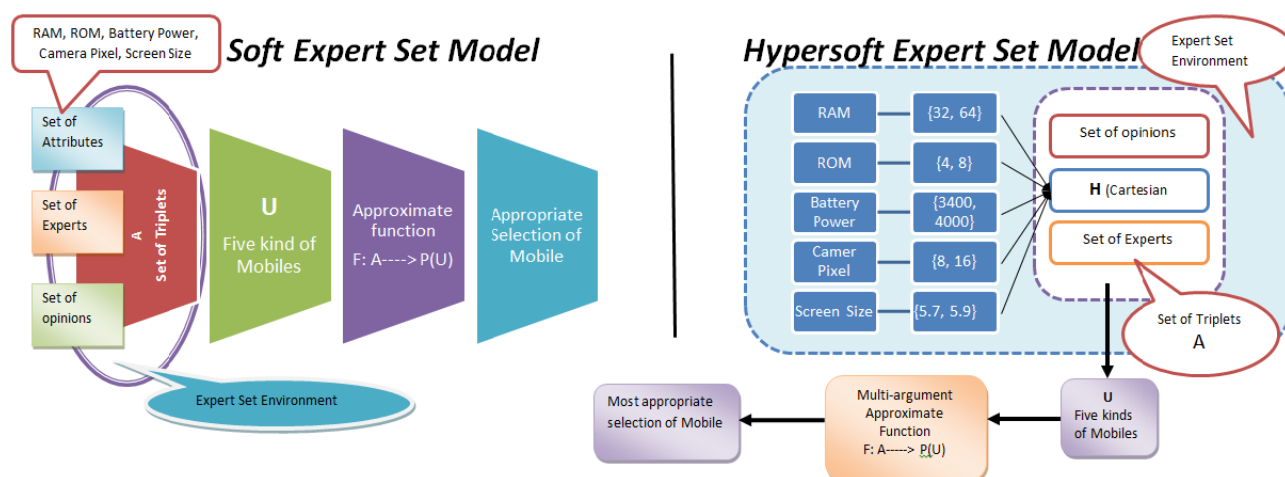 RAM, ROM, Battery Power,
Camera Pixel, Screen Size
Soft Expert Set Model
Set of
Attributes
Set of
Experts
Set of
opinions
A
Set of Triplets
U
Five kind of
Mobiles
Approximate
function
F: A----> P(U)
Appropriate
Selection of
Mobile
Expert Set Environment
Hypersoft Expert Set Model
Expert Set
Environment
RAM
{32, 64}
ROM
{4, 8}
Battery
Power
{3400,
4000}
Camer
Pixel
{8, 16}
Screen Size
{5.7, 5.9}
Set of opinions
H (Cartesian
Set of Experts
Set of Triplets
A
U
Five kinds
of Mobiles
Multi-argument
Approximate
Function
F: A-----> P(U)
Most appropriate
selection of Mobile